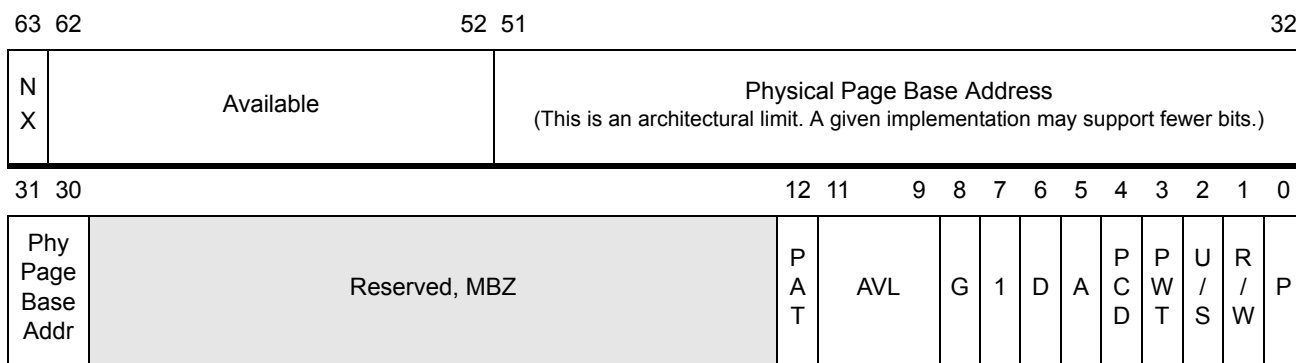 63 62 52 51 32
N
X
Available
Physical Page Base Address
(This is an architectural limit. A given implementation may support fewer bits.)
31 30 12 11 9 8 7 6 5 4 3 2 1 0
Phy
Page
Base
Addr
Reserved, MBZ
P
A
T
AVL
G
1
D
A
P
C
D
P
W
T
U
/
S
R
/
W
P